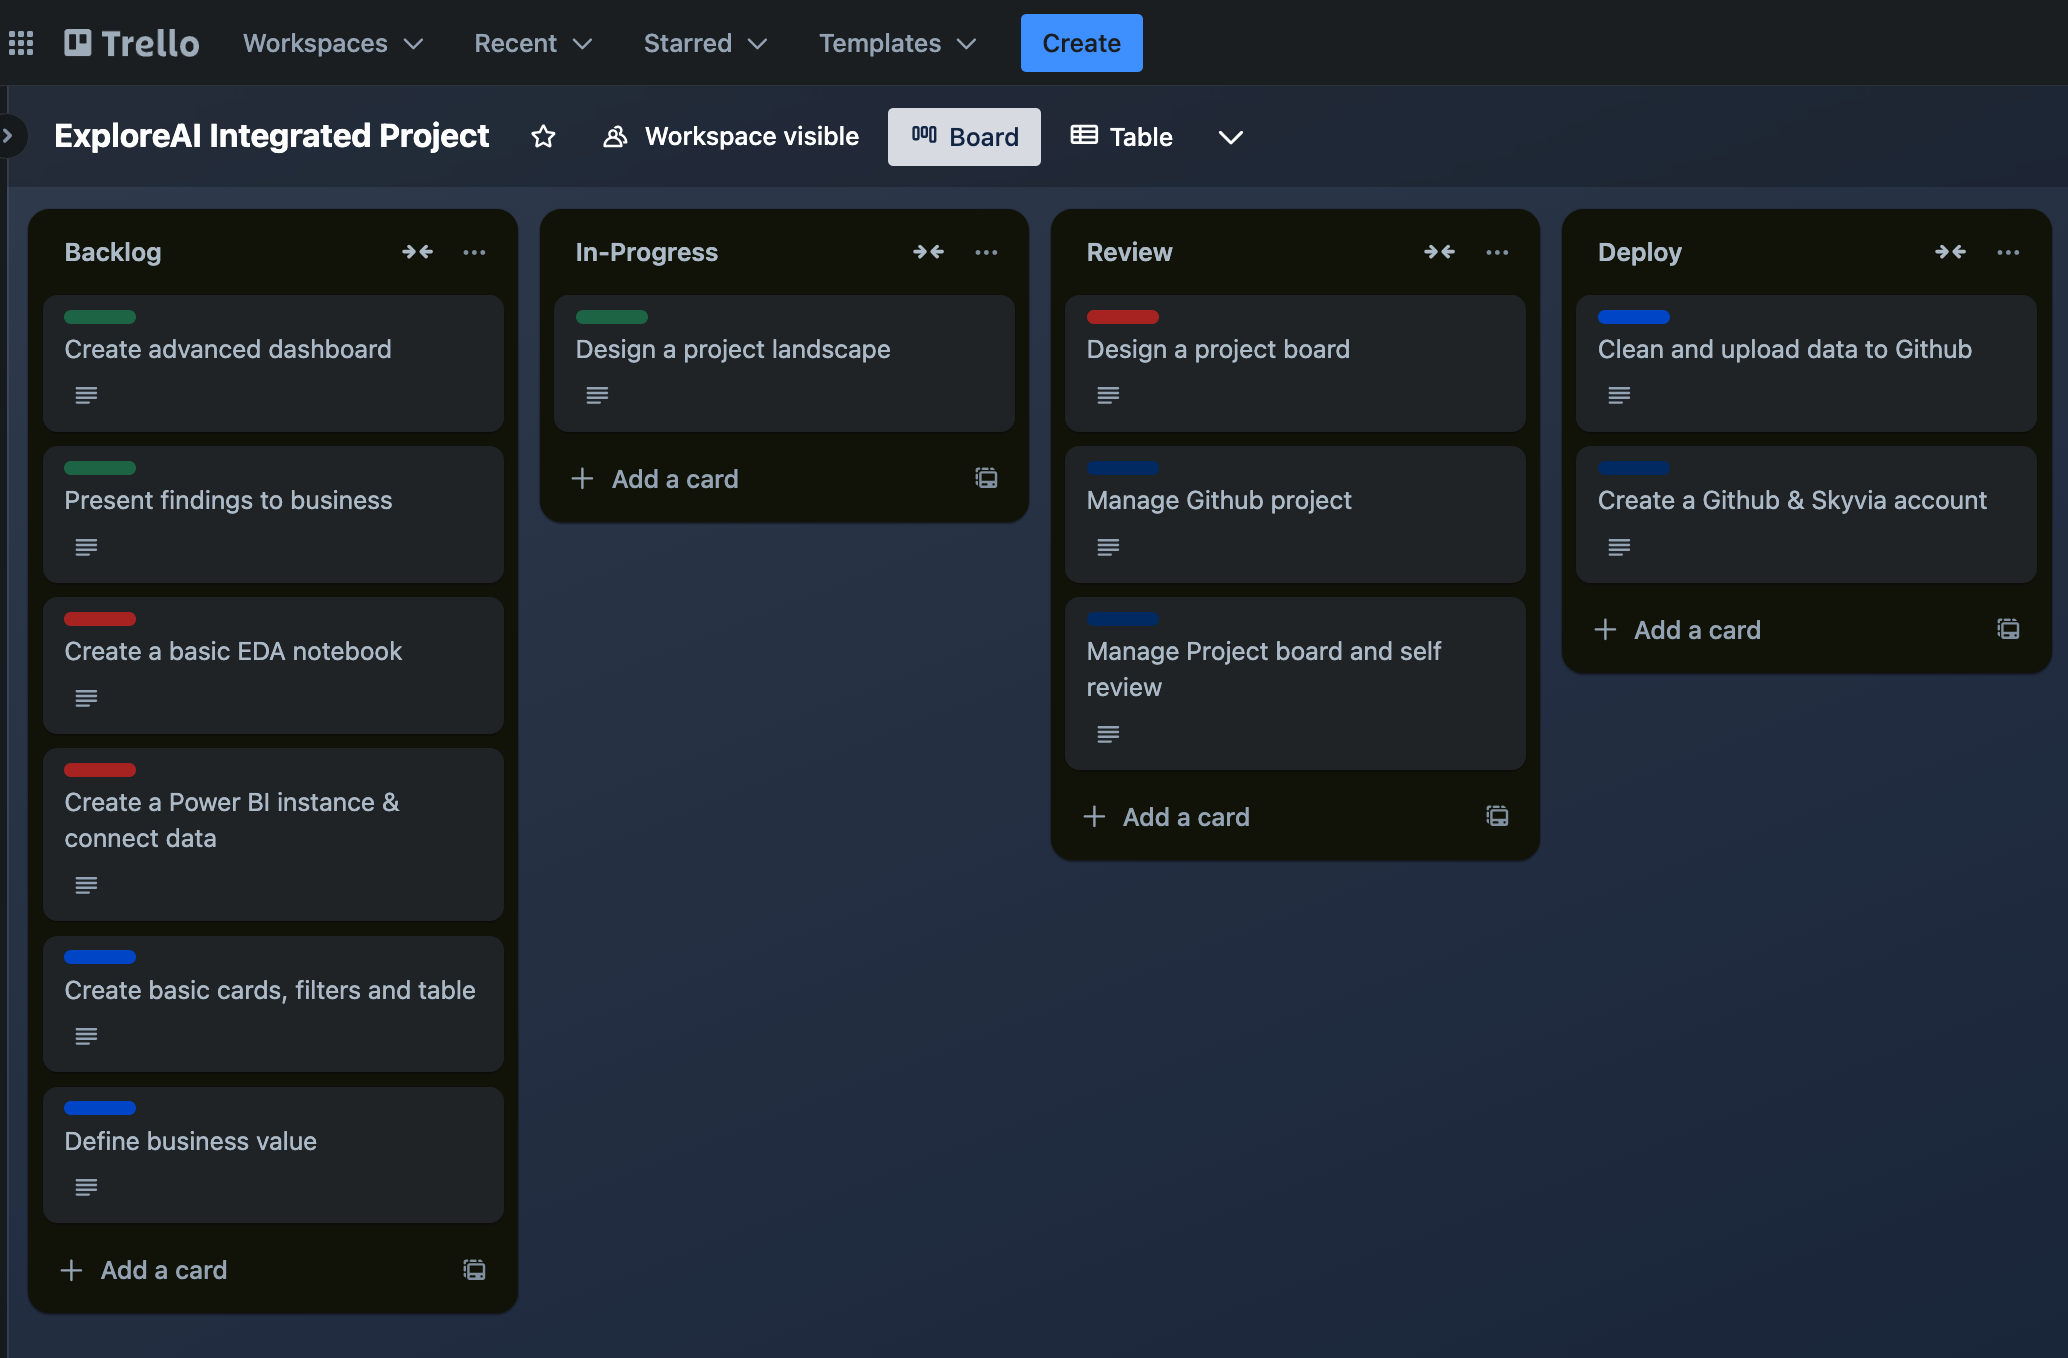 Trello Workspaces Recent Starred Templates Create
ExploreAI Integrated Project Workspace visible Board Table
Backlog
Create advanced dashboard
Present findings to business
Create a basic EDA notebook
Create a Power BI instance &
connect data
Create basic cards, filters and table
Define business value
Add a card
In-Progress
Design a project landscape
Add a card
Review
Design a project board
Manage Github project
Manage Project board and self
review
Add a card
Deploy
Clean and upload data to Github
Create a Github & Skyvia account
Add a card